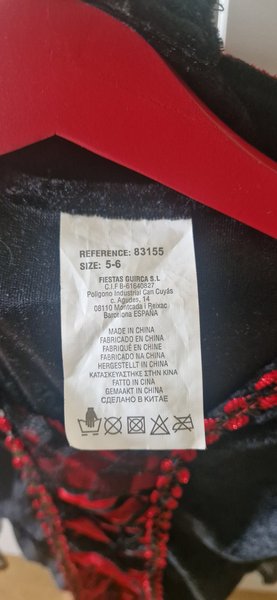 REFERENCE: 83155
SIZE: 5-6
FIESTAS GUIRCA S.L
C.I.F B-61640827
Polígono Industrial Can Cuyàs
c. Agudes, 14
08110 Montcada i Reixac
Barcelona ESPAÑA
MADE IN CHINA
FABRICADO EN CHINA
FABRIQUÉ EN CHINE
FABRICADO NA CHINA
HERGESTELLT IN CHINA
ΚΑΤΑΣΚΕΥΑΣΤΗΚΕ ΣΤΗΝ ΚΙΝΑ
FATTO IN CINA
GEMAAKT IN CHINA
СДЕЛАНО В КИТАЕ